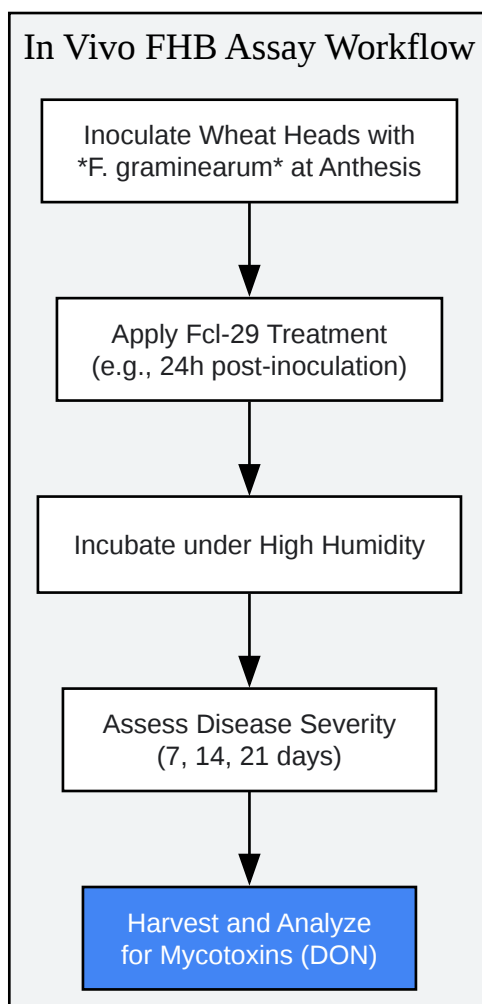 In Vivo FHB Assay Workflow
Inoculate Wheat Heads with
*F. graminearum* at Anthesis
Apply Fcl-29 Treatment
(e.g., 24h post-inoculation)
Incubate under High Humidity
Assess Disease Severity
(7, 14, 21 days)
Harvest and Analyze
for Mycotoxins (DON)